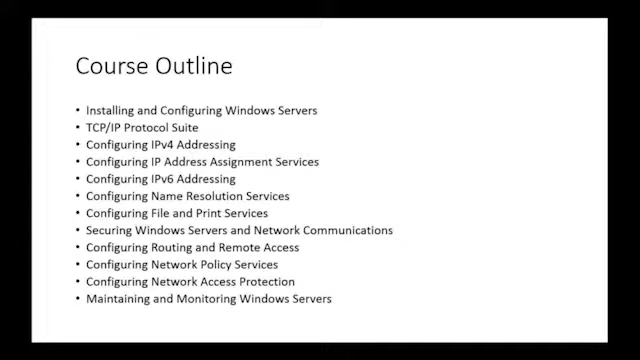 Course Outline
• Installing and Configuring Windows Servers
• TCP/IP Protocol Suite
• Configuring IPv4 Addressing
• Configuring IP Address Assignment Services
• Configuring IPv6 Addressing
• Configuring Name Resolution Services
• Configuring File and Print Services
• Securing Windows Servers and Network Communications
• Configuring Routing and Remote Access
• Configuring Network Policy Services
• Configuring Network Access Protection
• Maintaining and Monitoring Windows Servers